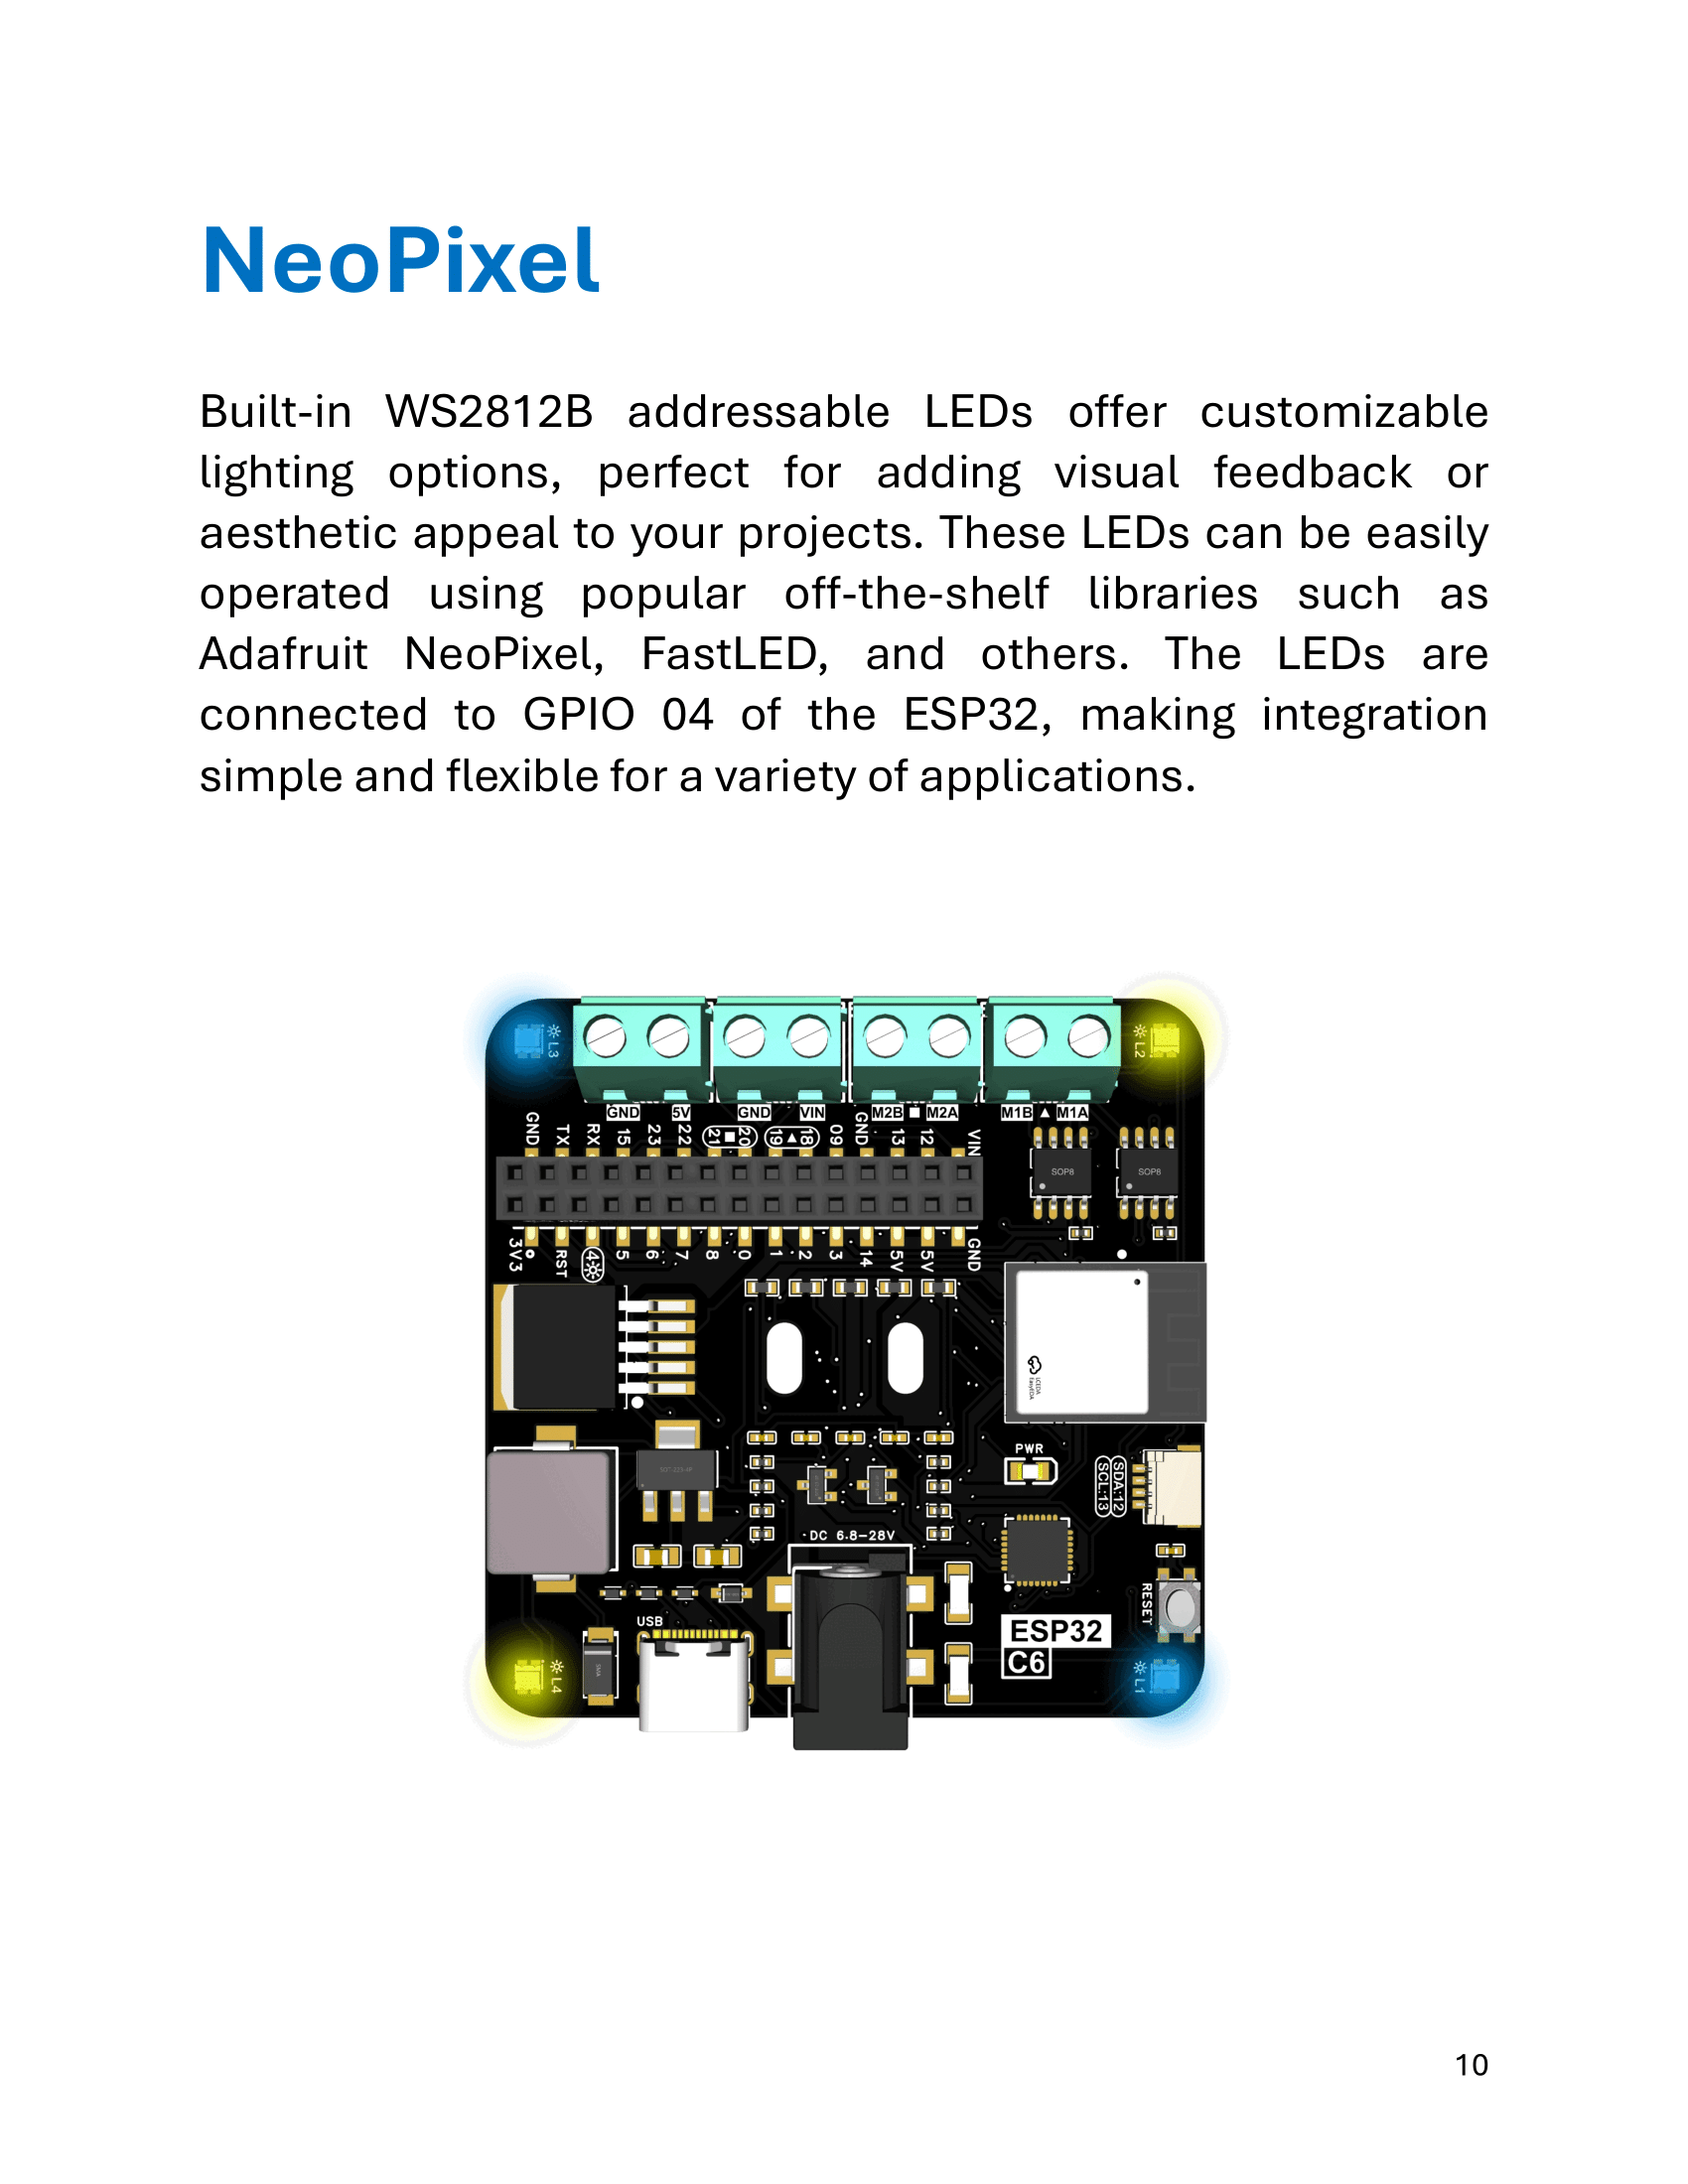 NeoPixel
Built-in WS2812B addressable LEDs offer customizable
lighting options, perfect for adding visual feedback or
aesthetic appeal to your projects. These LEDs can be easily
operated using popular off-the-shelf libraries such as
Adafruit NeoPixel, FastLED, and others. The LEDs are
connected to GPIO 04 of the ESP32, making integration
simple and flexible for a variety of applications.
L3
L2
GND 5V GND VIN M2B M2A M1B M1A
GND TX RX 15 23 22 21 20 19 18 09 GND 13 12 VIN
SOP8 SOP8
3V3 RST 4 5 6 7 8 0 1 2 3 14 5V 5V GND
LCEDA
EasyEDA
PWR
SDA:12
SCL:13
DC 6.8-28V
RESET
USB
ESP32
C6
L4
L1
10